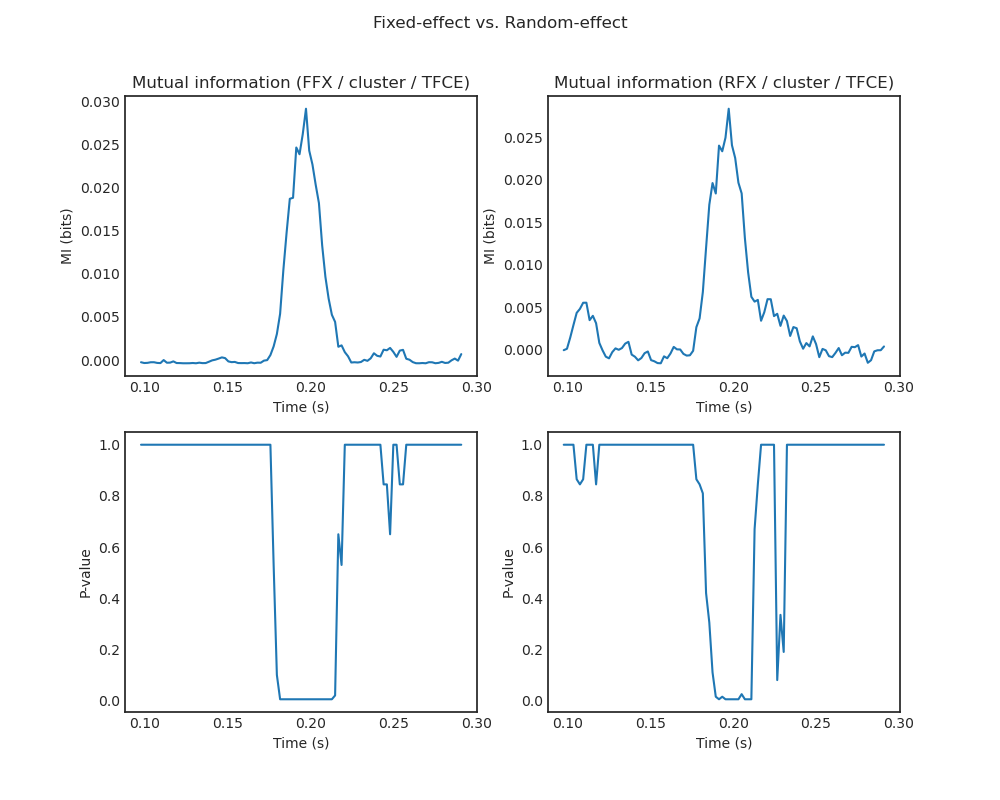 Fixed-effect vs. Random-effect
Mutual information (FFX / cluster / TFCE)
0.030
0.025
0.020
0.015
0.010
0.005
0.000
MI (bits)
0.10 0.15 0.20 0.25 0.30
Time (s)
Mutual information (RFX / cluster / TFCE)
0.025
0.020
0.015
0.010
0.005
0.000
MI (bits)
0.10 0.15 0.20 0.25 0.30
Time (s)
1.0
0.8
0.6
0.4
0.2
0.0
P-value
0.10 0.15 0.20 0.25 0.30
Time (s)
1.0
0.8
0.6
0.4
0.2
0.0
P-value
0.10 0.15 0.20 0.25 0.30
Time (s)